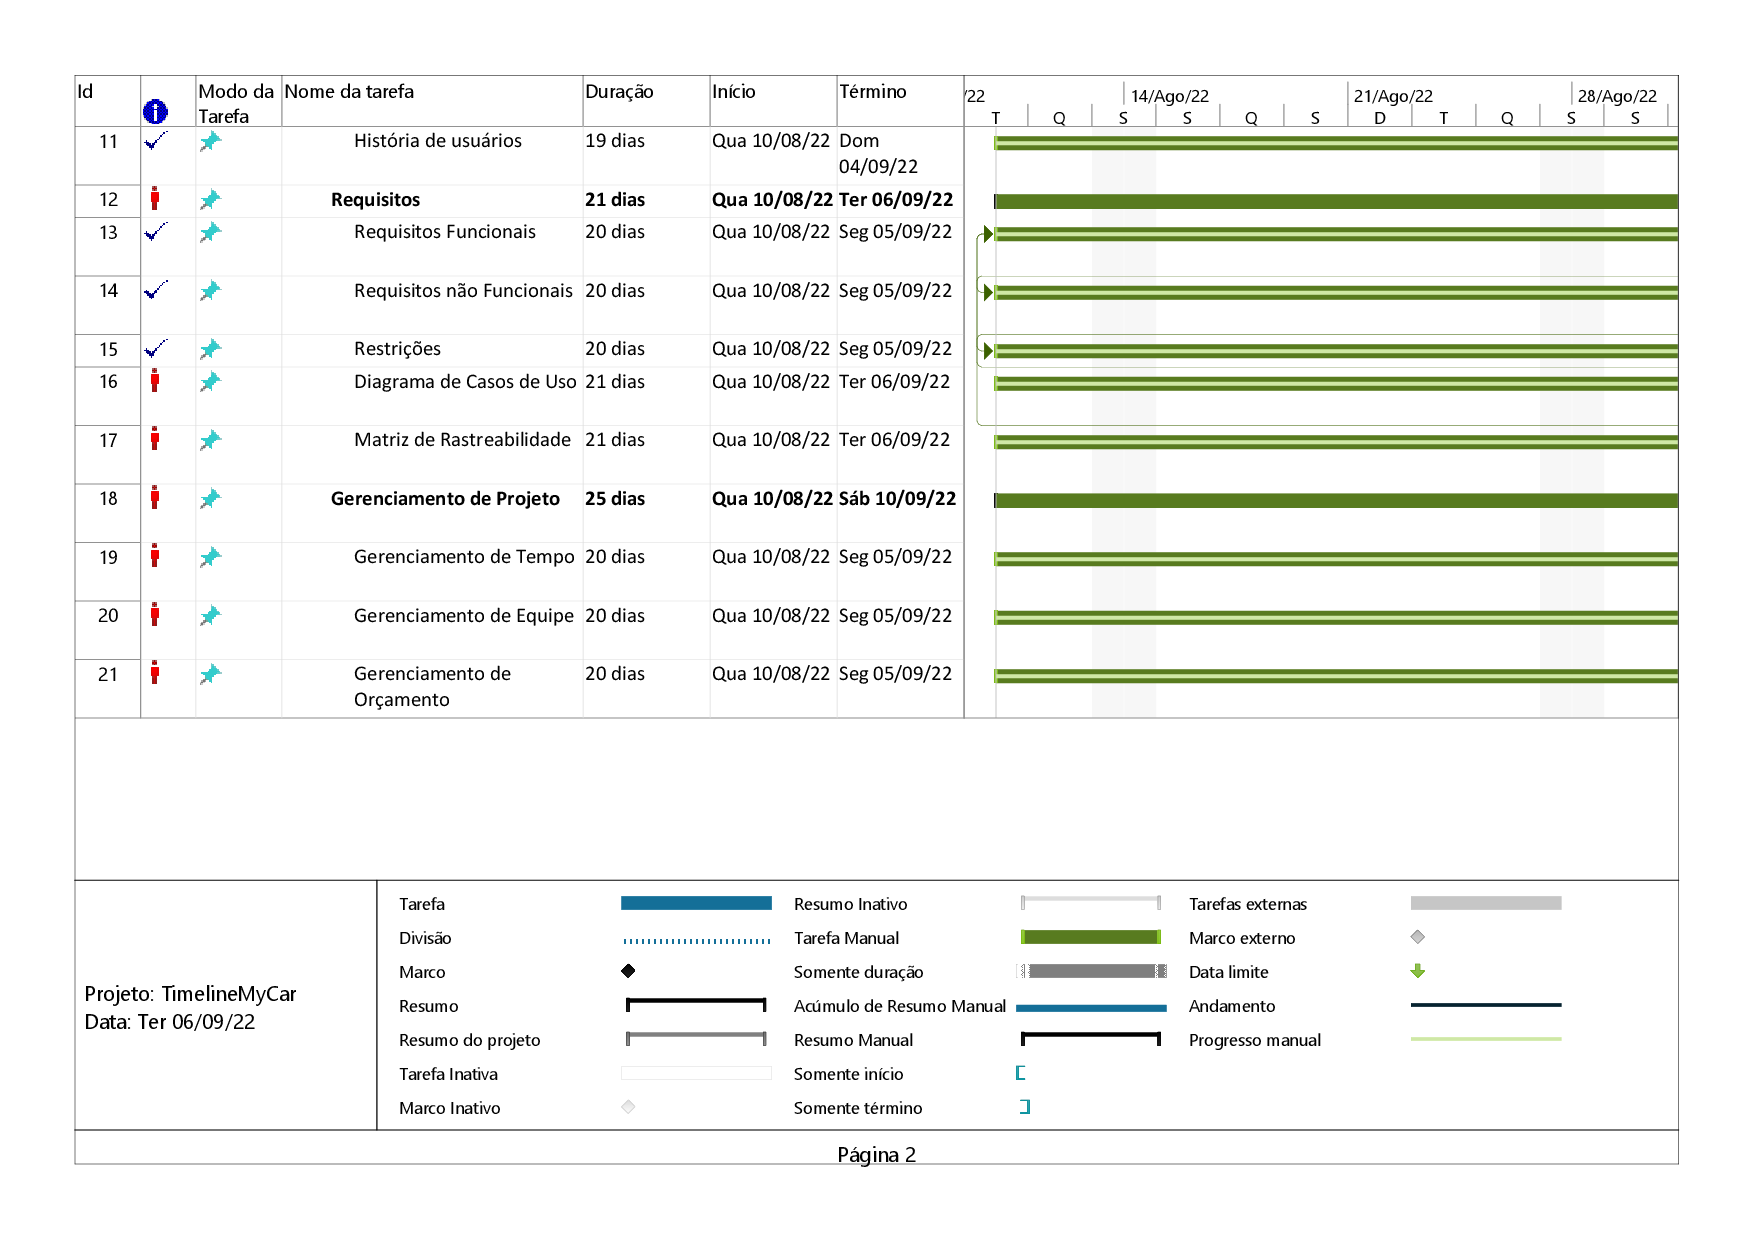 Id Modo da Tarefa Nome da tarefa Duração Início Término /22 14/Ago/22 21/Ago/22 28/Ago/22
T Q S S Q S D T Q S S
11 História de usuários 19 dias Qua 10/08/22 Dom
04/09/22
12 Requisitos 21 dias Qua 10/08/22 Ter 06/09/22
13 Requisitos Funcionais 20 dias Qua 10/08/22 Seg 05/09/22
14 Requisitos não Funcionais 20 dias Qua 10/08/22 Seg 05/09/22
15 Restrições 20 dias Qua 10/08/22 Seg 05/09/22
16 Diagrama de Casos de Uso 21 dias Qua 10/08/22 Ter 06/09/22
17 Matriz de Rastreabilidade 21 dias Qua 10/08/22 Ter 06/09/22
18 Gerenciamento de Projeto 25 dias Qua 10/08/22 Sáb 10/09/22
19 Gerenciamento de Tempo 20 dias Qua 10/08/22 Seg 05/09/22
20 Gerenciamento de Equipe 20 dias Qua 10/08/22 Seg 05/09/22
21 Gerenciamento de 20 dias Qua 10/08/22 Seg 05/09/22
Orçamento
Projeto: TimelineMyCar
Data: Ter 06/09/22
Tarefa Resumo Inativo Tarefas externas
Divisão Tarefa Manual Marco externo
Marco Somente duração Data limite
Resumo Acúmulo de Resumo Manual Andamento
Resumo do projeto Resumo Manual Progresso manual
Tarefa Inativa Somente início
Marco Inativo Somente término
Página 2